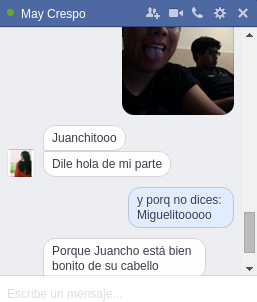 May Crespo
Juanchitooo
Dile hola de mi parte
y porq no dices:
Miguelitooooo
Porque Juancho está bien
bonito de su cabello
Escribe un mensaje...